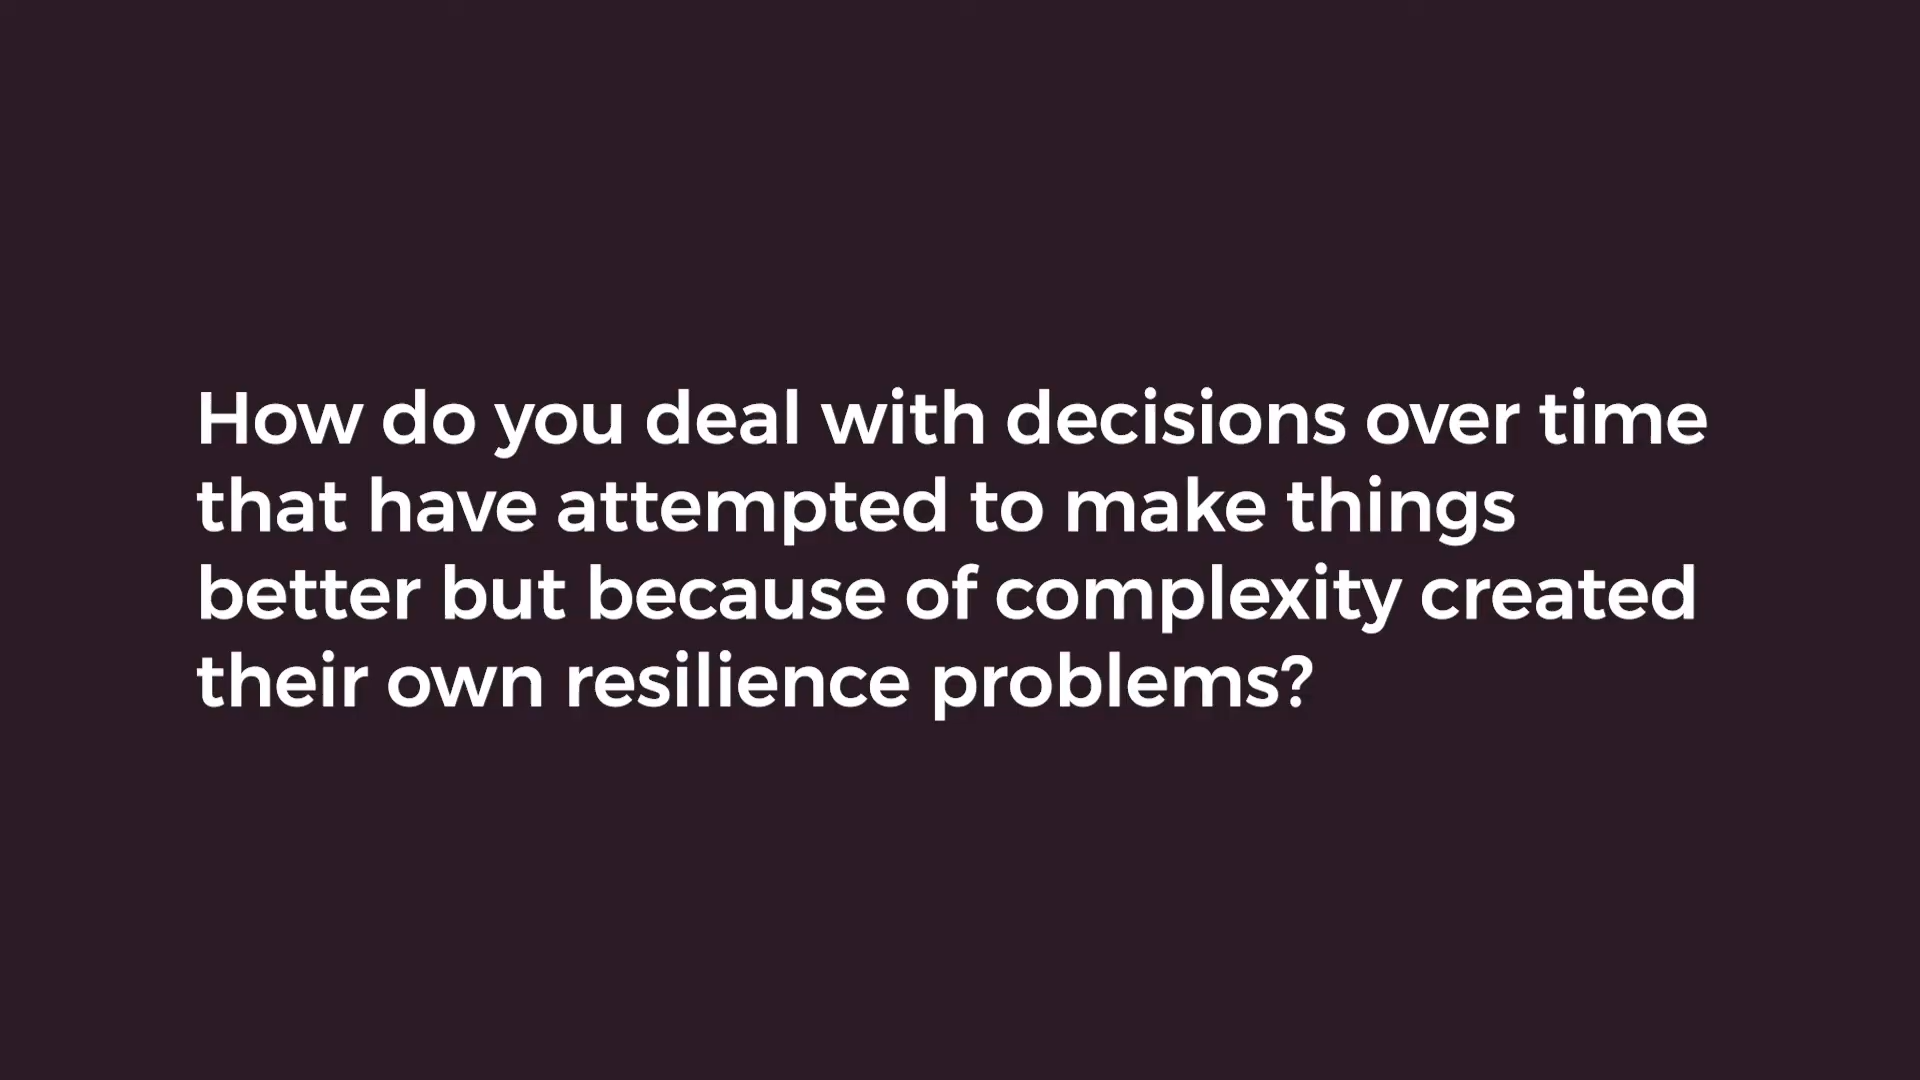 How do you deal with decisions over time
that have attempted to make things
better but because of complexity created
their own resilience problems?